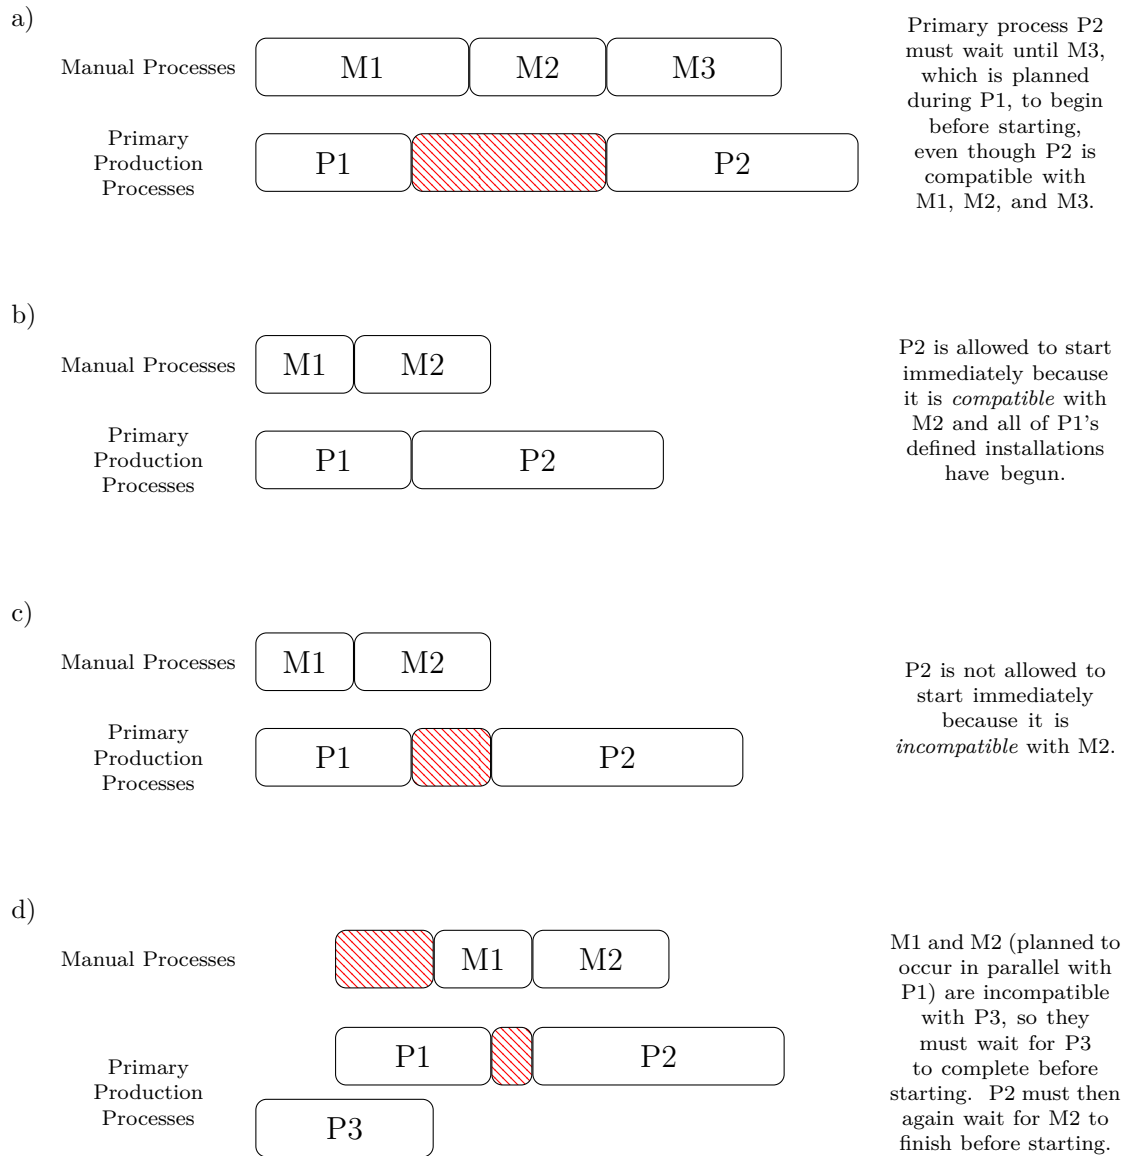 a)
Manual Processes
M1
M2
M3
Primary
Production
Processes
P1
P2
Primary process P2
must wait until M3,
which is planned
during P1, to begin
before starting,
even though P2 is
compatible with
M1, M2, and M3.
b)
Manual Processes
M1
M2
Primary
Production
Processes
P1
P2
P2 is allowed to start
immediately because
it is compatible with
M2 and all of P1's
defined installations
have begun.
c)
Manual Processes
M1
M2
Primary
Production
Processes
P1
P2
P2 is not allowed to
start immediately
because it is
incompatible with M2.
d)
Manual Processes
M1
M2
Primary
Production
Processes
P1
P2
P3
M1 and M2 (planned to
occur in parallel with
P1) are incompatible
with P3, so they
must wait for P3
to complete before
starting. P2 must then
again wait for M2 to
finish before starting.